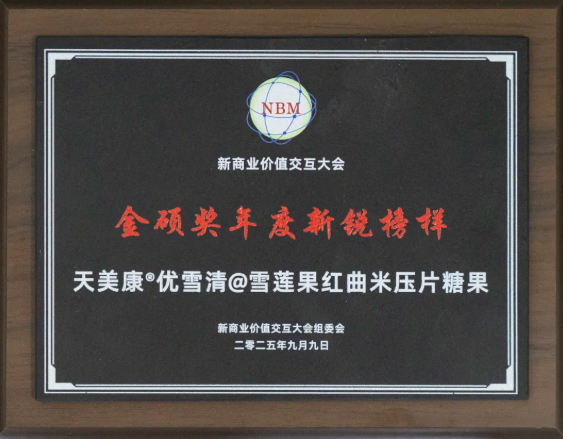 NBM
新商业价值交互大会
金硕奖年度新锐榜样
天美康®优雪清@雪莲果红曲米压片糖果
新商业价值交互大会组委会
二零二五年九月九日